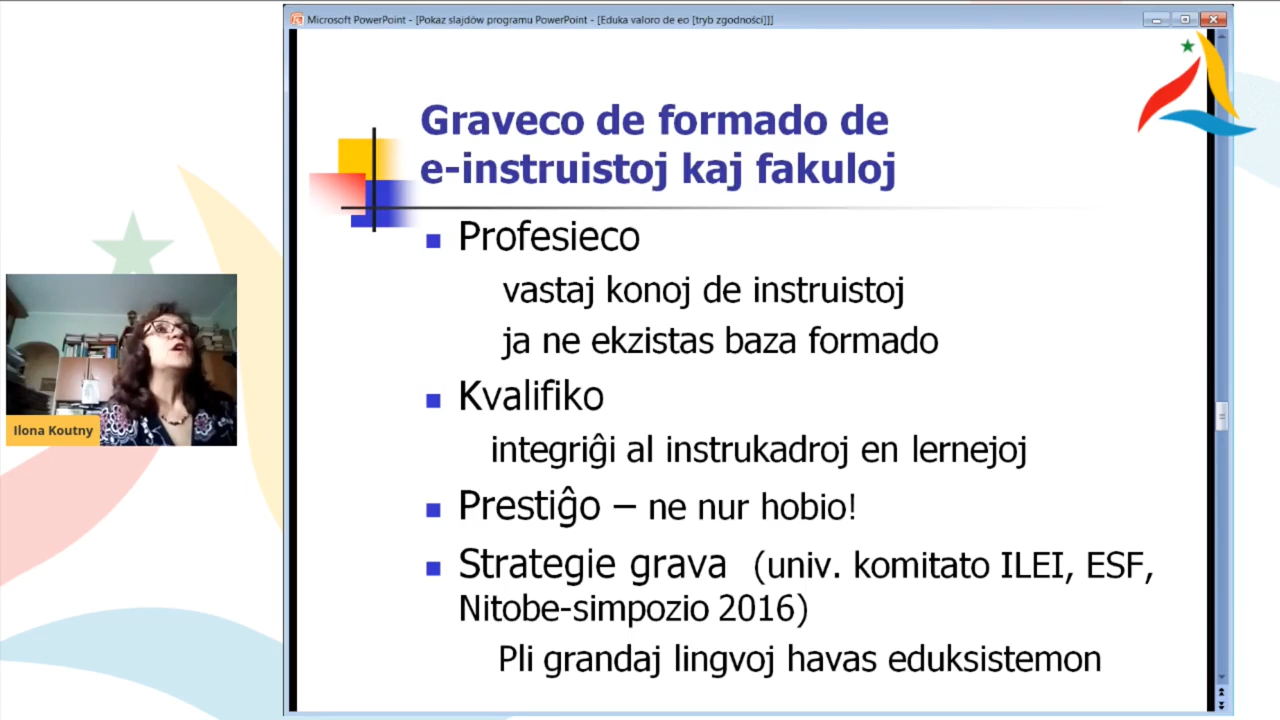 Microsoft PowerPoint - [Pokaz slajdów programu PowerPoint - [Eduka valoro de eo [tryb zgodności]]]
Graveco de formado de
e-instruistoj kaj fakuloj
Profesieco
vastaj konoj de instruistoj
ja ne ekzistas baza formado
Kvalifiko
integriĝi al instrukadroj en lernejoj
Prestiĝo – ne nur hobio!
Strategie grava (univ. komitato ILEI, ESF,
Nitobe-simpozio 2016)
Pli grandaj lingvoj havas eduksistemon
Ilona Koutny